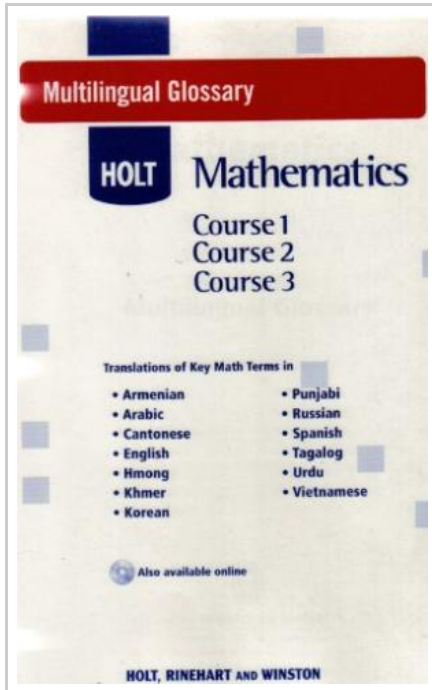 Multilingual Glossary
HOLT Mathematics
Course 1
Course 2
Course 3
Translations of Key Math Terms in
• Armenian
• Arabic
• Cantonese
• English
• Hmong
• Khmer
• Korean
• Punjabi
• Russian
• Spanish
• Tagalog
• Urdu
• Vietnamese
Also available online
HOLT, RINEHART AND WINSTON